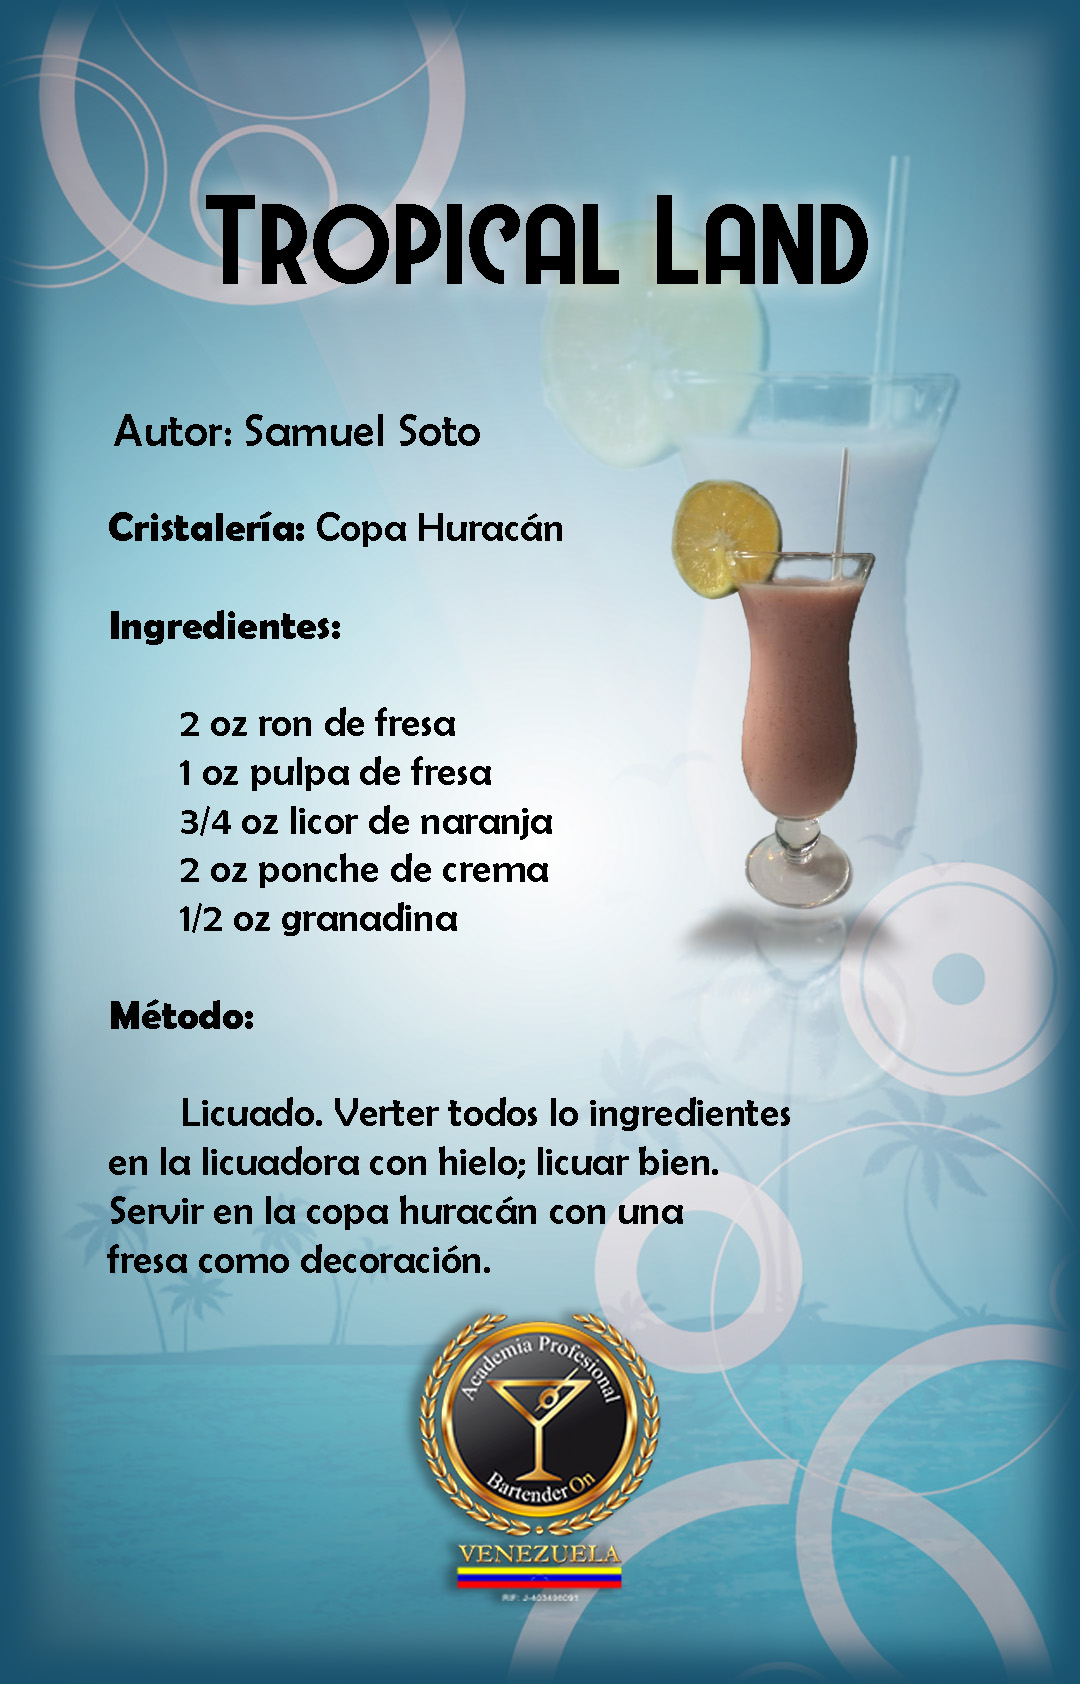 Tropical Land
Autor: Samuel Soto
Cristalería: Copa Huracán
Ingredientes:
2 oz ron de fresa
1 oz pulpa de fresa
3/4 oz licor de naranja
2 oz ponche de crema
1/2 oz granadina
Método:
Licuado. Verter todos lo ingredientes
en la licuadora con hielo; licuar bien.
Servir en la copa huracán con una
fresa como decoración.
Academia Profesional
Bartender On
VENEZUELA
RIF: